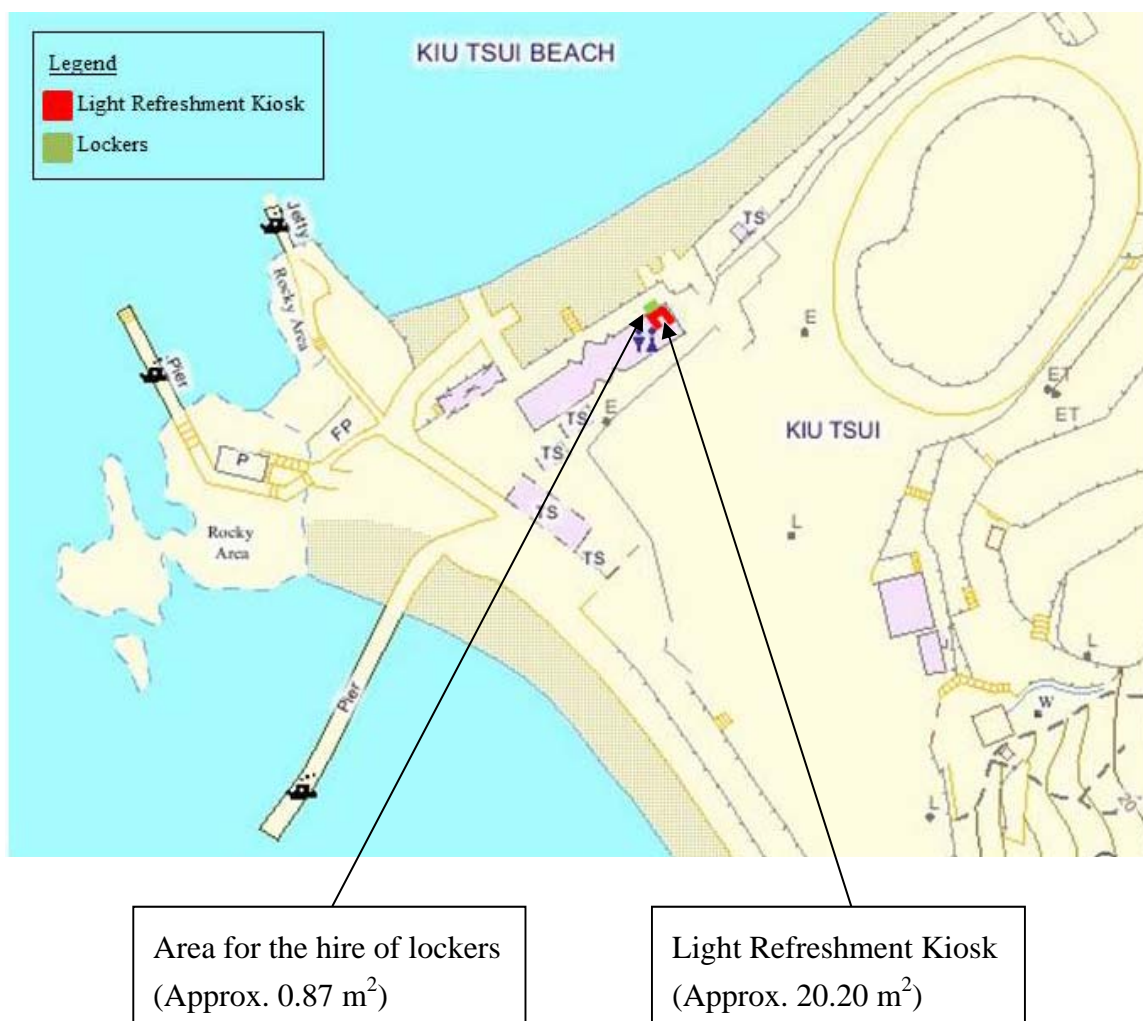 KIU TSUI BEACH
Legend
Light Refreshment Kiosk
Lockers
Jetty
Rocky Area
Pier
TS
E
ET
ET
KIU TSUI
FP
P
TS
E
TS
TS
TS
L
Rocky
Area
Pier
L
W
L
20
Area for the hire of lockers
(Approx. 0.87 m²)
Light Refreshment Kiosk
(Approx. 20.20 m²)